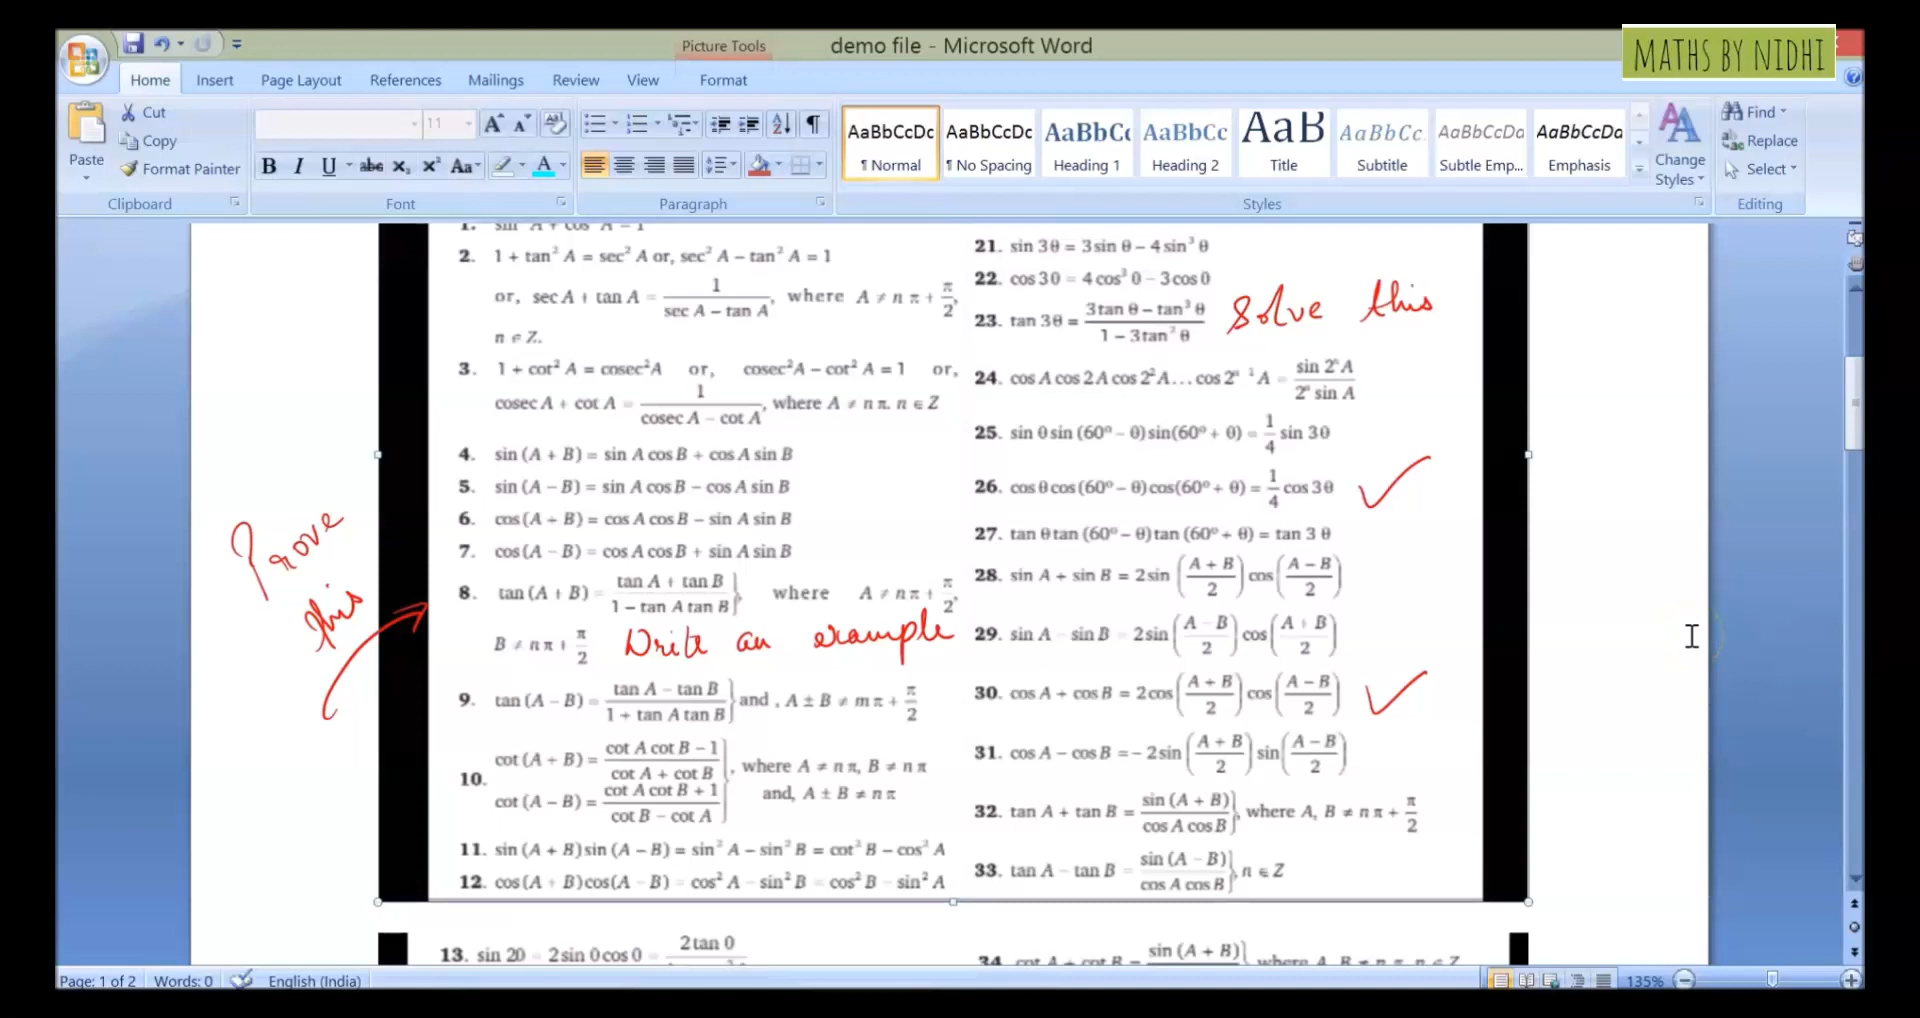 MATHS BY NIDHI
Picture Tools
demo file - Microsoft Word
Home Insert Page Layout References Mailings Review View Format
Paste
Cut
Copy
Format Painter
Clipboard
11
B I U abc x₂ x² Aa A
Font
Paragraph
AaBbCcDc AaBbCcDc AaBbC AaBbCc AaB AaBbCc. AaBbCcDa AaBbCcDa
¶ Normal ¶ No Spacing Heading 1 Heading 2 Title Subtitle Subtle Emp... Emphasis
Styles
Change
Styles
Find
Replace
Select
Editing
2. 1 + tan² A = sec² A or, sec² A − tan² A = 1
or, sec A + tan A = 1/(sec A − tan A), where A ≠ n π + π/2,
n ∈ Z.
3. 1 + cot² A = cosec²A or, cosec²A − cot² A = 1 or,
cosec A + cot A = 1/(cosec A − cot A), where A ≠ n π. n ∈ Z
4. sin (A + B) = sin A cos B + cos A sin B
5. sin (A − B) = sin A cos B − cos A sin B
6. cos (A + B) = cos A cos B − sin A sin B
7. cos (A − B) = cos A cos B + sin A sin B
8. tan (A + B) = (tan A + tan B)/(1 − tan A tan B)} where A ≠ n π + π/2,
B ≠ n π + π/2
Write an example
Prove
this
9. tan (A − B) = (tan A − tan B)/(1 + tan A tan B)} and, A ± B ≠ m π + π/2
10. cot (A + B) = (cot A cot B − 1)/(cot A + cot B)
cot (A − B) = (cot A cot B + 1)/(cot B − cot A)}, where A ≠ n π, B ≠ n π
and, A ± B ≠ n π
11. sin (A + B) sin (A − B) = sin² A − sin² B = cot² B − cos² A
12. cos (A + B) cos (A − B) = cos² A − sin² B = cos² B − sin² A
21. sin 3θ = 3 sin θ − 4 sin³ θ
22. cos 3θ = 4 cos³ θ − 3 cos θ
23. tan 3θ = (3 tan θ − tan³ θ)/(1 − 3 tan² θ)
Solve this
24. cos A cos 2A cos 2²A... cos 2ⁿ⁻¹ A = sin 2ⁿ A/(2ⁿ sin A)
25. sin θ sin (60° − θ) sin (60° + θ) = 1/4 sin 3θ
26. cos θ cos (60° − θ) cos (60° + θ) = 1/4 cos 3θ
27. tan θ tan (60° − θ) tan (60° + θ) = tan 3 θ
28. sin A + sin B = 2 sin ((A + B)/2) cos ((A − B)/2)
29. sin A − sin B = 2 sin ((A − B)/2) cos ((A + B)/2)
30. cos A + cos B = 2 cos ((A + B)/2) cos ((A − B)/2)
31. cos A − cos B = − 2 sin ((A + B)/2) sin ((A − B)/2)
32. tan A + tan B = sin (A + B)/(cos A cos B)}, where A, B ≠ n π + π/2
33. tan A − tan B = sin (A − B)/(cos A cos B)}, n ∈ Z
13. sin 2θ = 2 sin θ cos θ = 2 tan θ
34. cot A + cot B = sin (A + B)
Page: 1 of 2 Words: 0 English (India) 135%